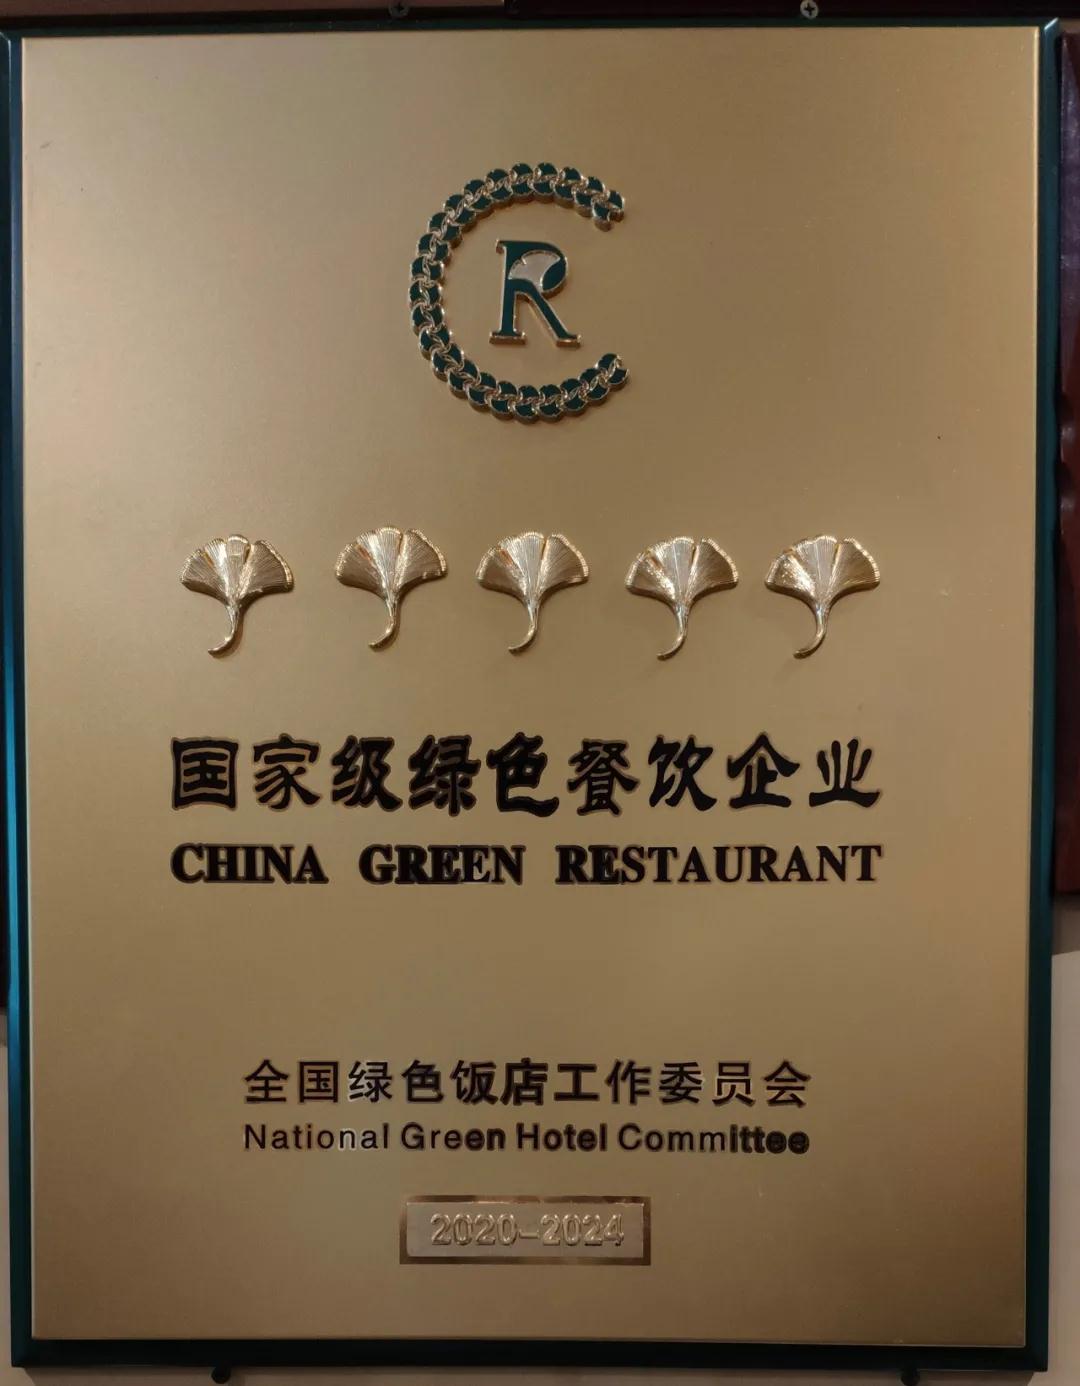 R
国家级绿色餐饮企业
CHINA GREEN RESTAURANT
全国绿色饭店工作委员会
National Green Hotel Committee
2020-2024